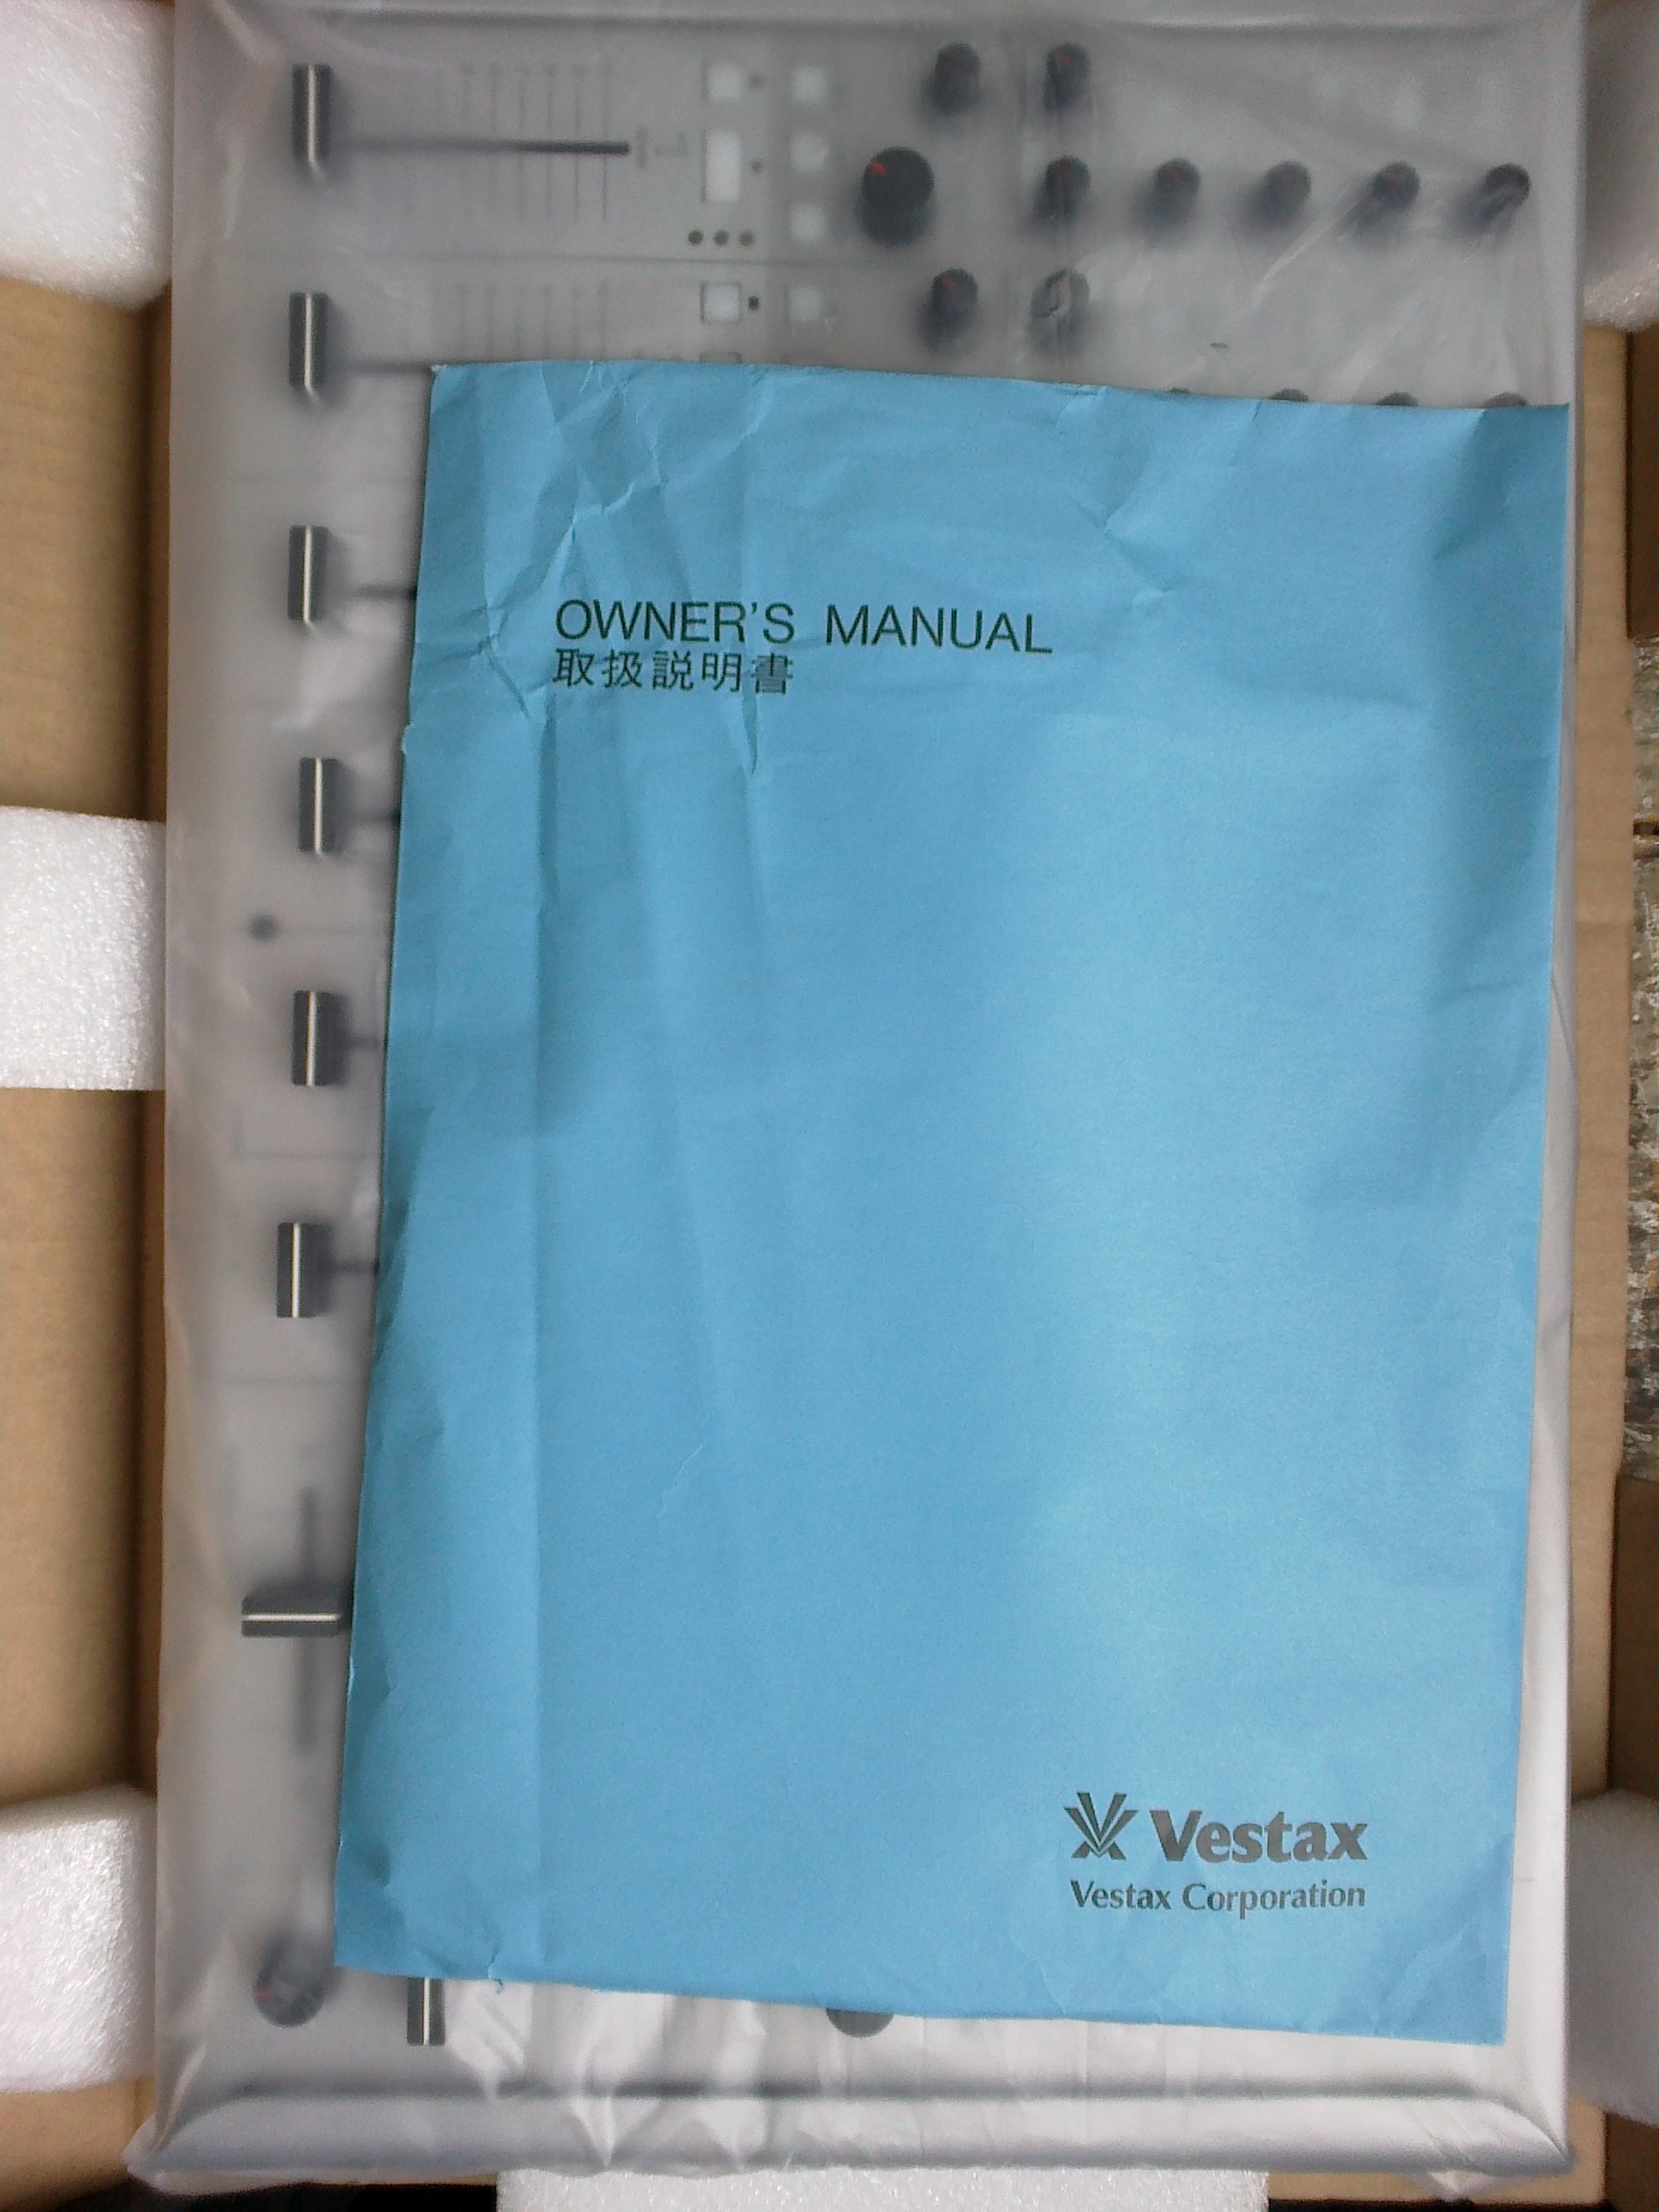 OWNER'S MANUAL
取扱説明書
Vestax
Vestax Corporation